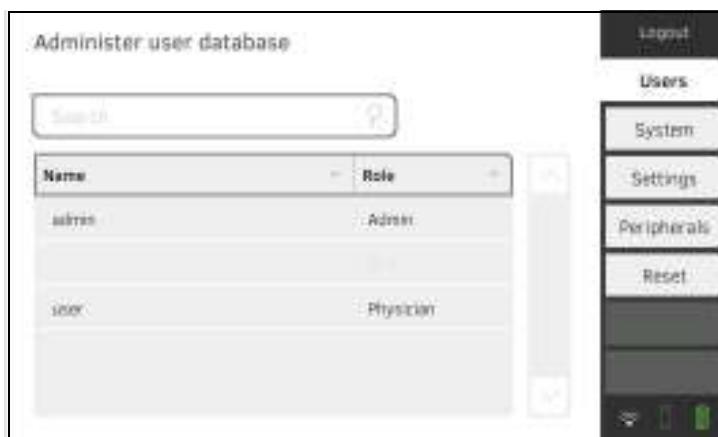 Administer user database
Search
Name Role
admin Admin
user Physician
Logout
Users
System
Settings
Peripherals
Reset